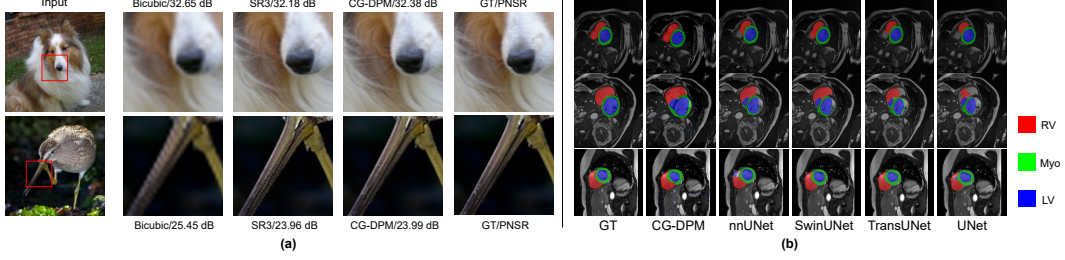 Input
Bicubic/32.65 dB
SR3/32.18 dB
CG-DPM/32.38 dB
GT/PNSR
Bicubic/25.45 dB
SR3/23.96 dB
CG-DPM/23.99 dB
GT/PNSR
(a)
RV
Myo
LV
GT
CG-DPM
nnUNet
SwinUNet
TransUNet
UNet
(b)